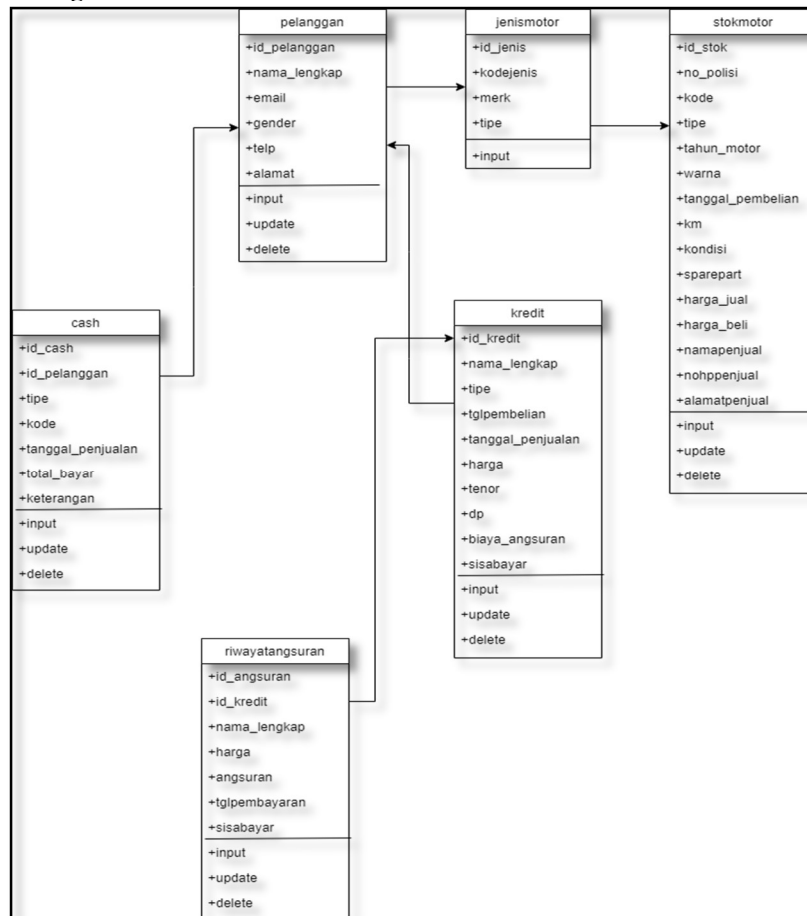 pelanggan
+id_pelanggan
+nama_lengkap
+email
+gender
+telp
+alamat
+input
+update
+delete
jenismotor
+id_jenis
+kodejenis
+merk
+tipe
+input
stokmotor
+id_stok
+no_polisi
+kode
+tipe
+tahun_motor
+warna
+tanggal_pembelian
+km
+kondisi
+sparepart
+harga_jual
+harga_beli
+namapenjual
+nohppenjual
+alamatpenjual
+input
+update
+delete
cash
+id_cash
+id_pelanggan
+tipe
+kode
+tanggal_penjualan
+total_bayar
+keterangan
+input
+update
+delete
kredit
+id_kredit
+nama_lengkap
+tipe
+tglpembelian
+tanggal_penjualan
+harga
+tenor
+dp
+biaya_angsuran
+sisabayar
+input
+update
+delete
riwayatangsuran
+id_angsuran
+id_kredit
+nama_lengkap
+harga
+angsuran
+tglpembayaran
+sisabayar
+input
+update
+delete